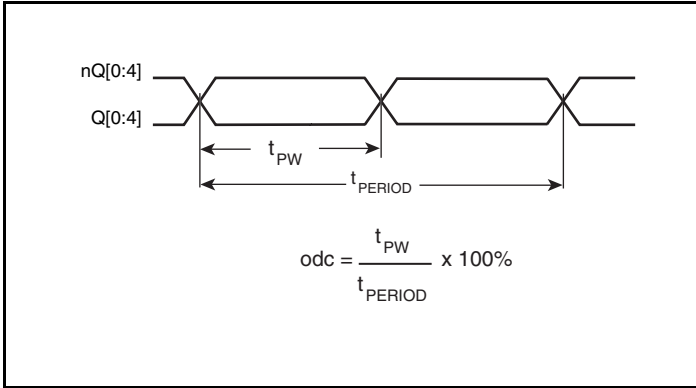 nQ[0:4]
Q[0:4]
tPW
tPERIOD
odc = tPW / tPERIOD x 100%